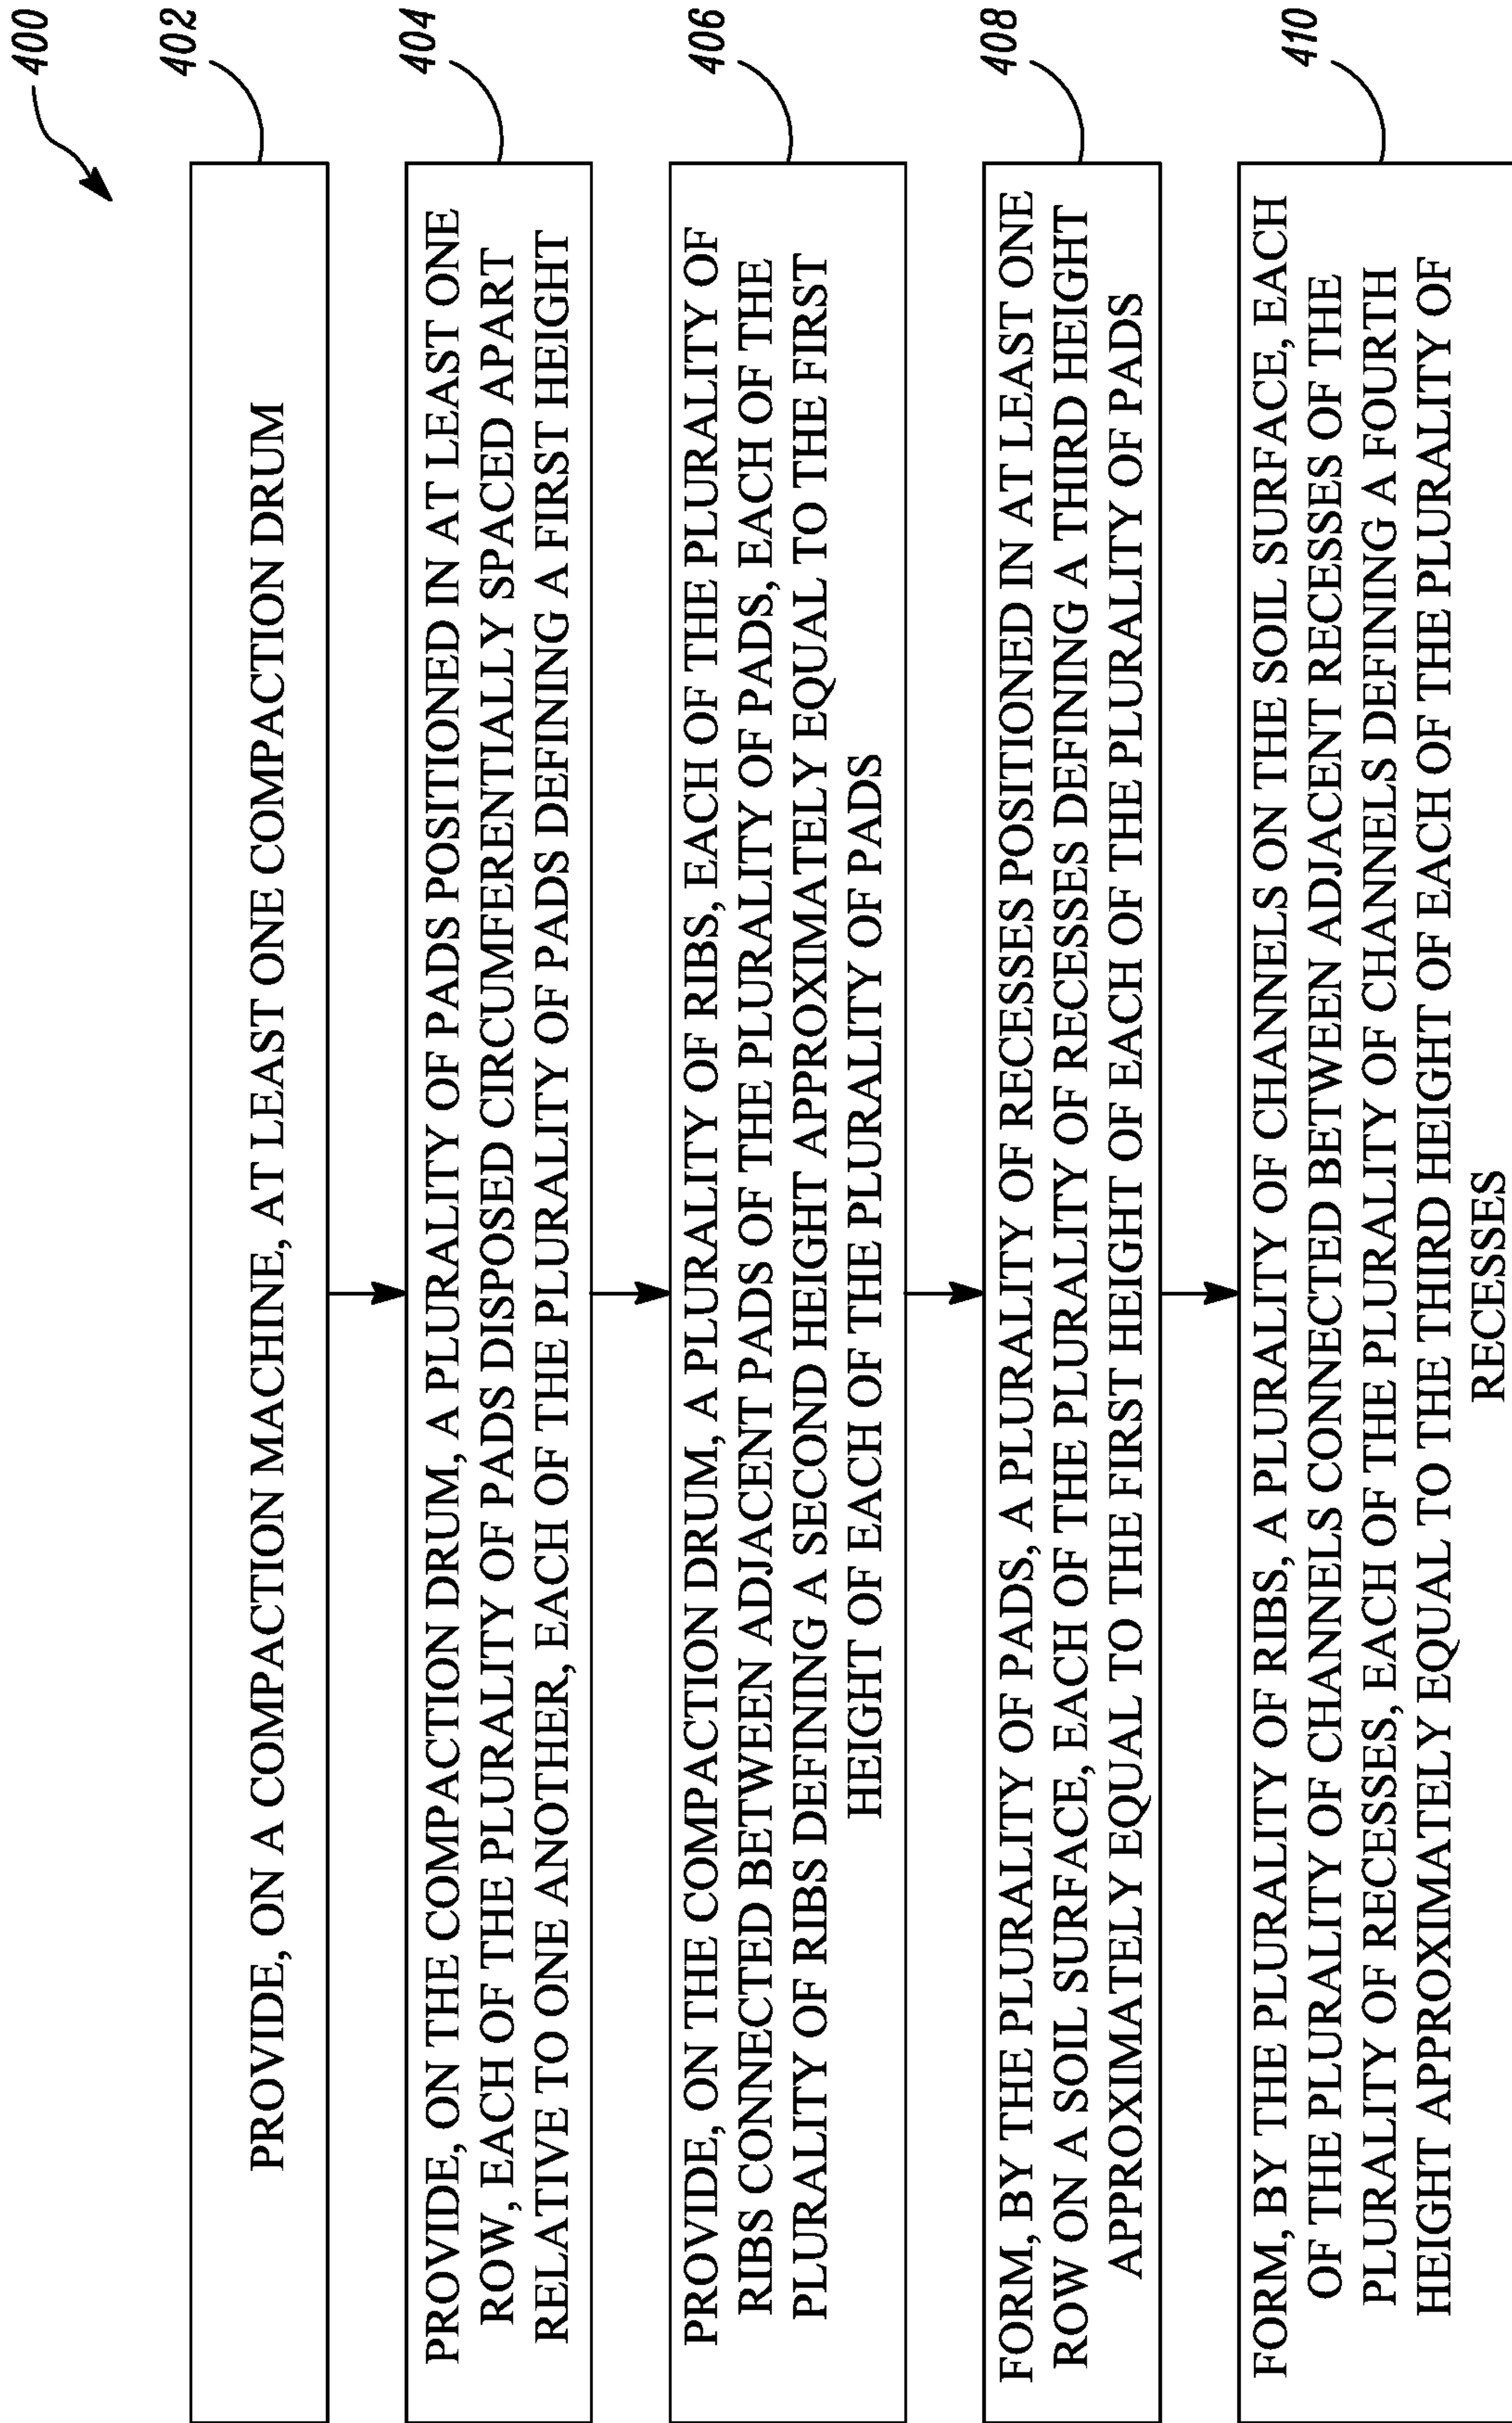 400
402
PROVIDE, ON A COMPACTION MACHINE, AT LEAST ONE COMPACTION DRUM
404
PROVIDE, ON THE COMPACTION DRUM, A PLURALITY OF PADS POSITIONED IN AT LEAST ONE
ROW, EACH OF THE PLURALITY OF PADS DISPOSED CIRCUMFERENTIALLY SPACED APART
RELATIVE TO ONE ANOTHER, EACH OF THE PLURALITY OF PADS DEFINING A FIRST HEIGHT
406
PROVIDE, ON THE COMPACTION DRUM, A PLURALITY OF RIBS, EACH OF THE PLURALITY OF
RIBS CONNECTED BETWEEN ADJACENT PADS OF THE PLURALITY OF PADS, EACH OF THE
PLURALITY OF RIBS DEFINING A SECOND HEIGHT APPROXIMATELY EQUAL TO THE FIRST
HEIGHT OF EACH OF THE PLURALITY OF PADS
408
FORM, BY THE PLURALITY OF PADS, A PLURALITY OF RECESSES POSITIONED IN AT LEAST ONE
ROW ON A SOIL SURFACE, EACH OF THE PLURALITY OF RECESSES DEFINING A THIRD HEIGHT
APPROXIMATELY EQUAL TO THE FIRST HEIGHT OF EACH OF THE PLURALITY OF PADS
410
FORM, BY THE PLURALITY OF RIBS, A PLURALITY OF CHANNELS ON THE SOIL SURFACE, EACH
OF THE PLURALITY OF CHANNELS CONNECTED BETWEEN ADJACENT RECESSES OF THE
PLURALITY OF RECESSES, EACH OF THE PLURALITY OF CHANNELS DEFINING A FOURTH
HEIGHT APPROXIMATELY EQUAL TO THE THIRD HEIGHT OF EACH OF THE PLURALITY OF
RECESSES